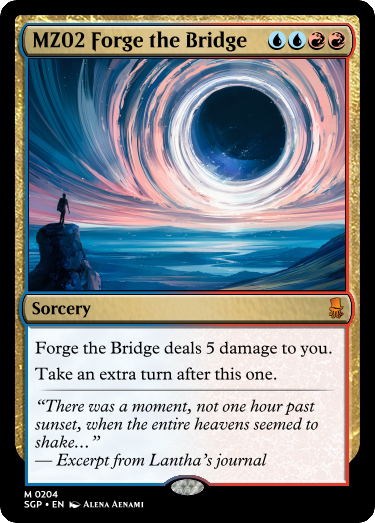 MZ02 Forge the Bridge
Sorcery
Forge the Bridge deals 5 damage to you.
Take an extra turn after this one.
“There was a moment, not one hour past
sunset, when the entire heavens seemed to
shake…”
— Excerpt from Lantha’s journal
M 0204
SGP • EN Alena Aenami